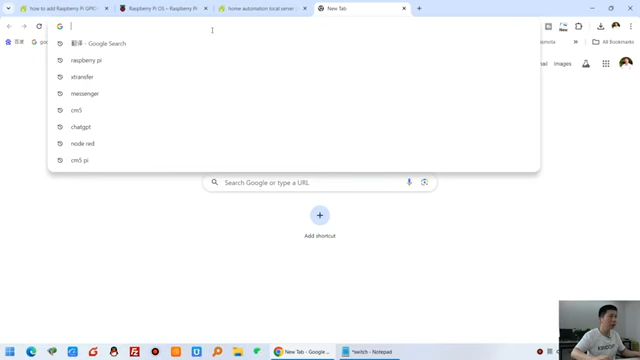 how to add Raspberry Pi GPIO
Raspberry Pi OS – Raspberry Pi
home automation local server
New Tab
百度
All Bookmarks
翻译 - Google Search
raspberry pi
xtransfer
messenger
cm5
chatgpt
node red
cm5 pi
Images
Search Google or type a URL
Add shortcut
New Tab - Google ...
*switch - Notepad